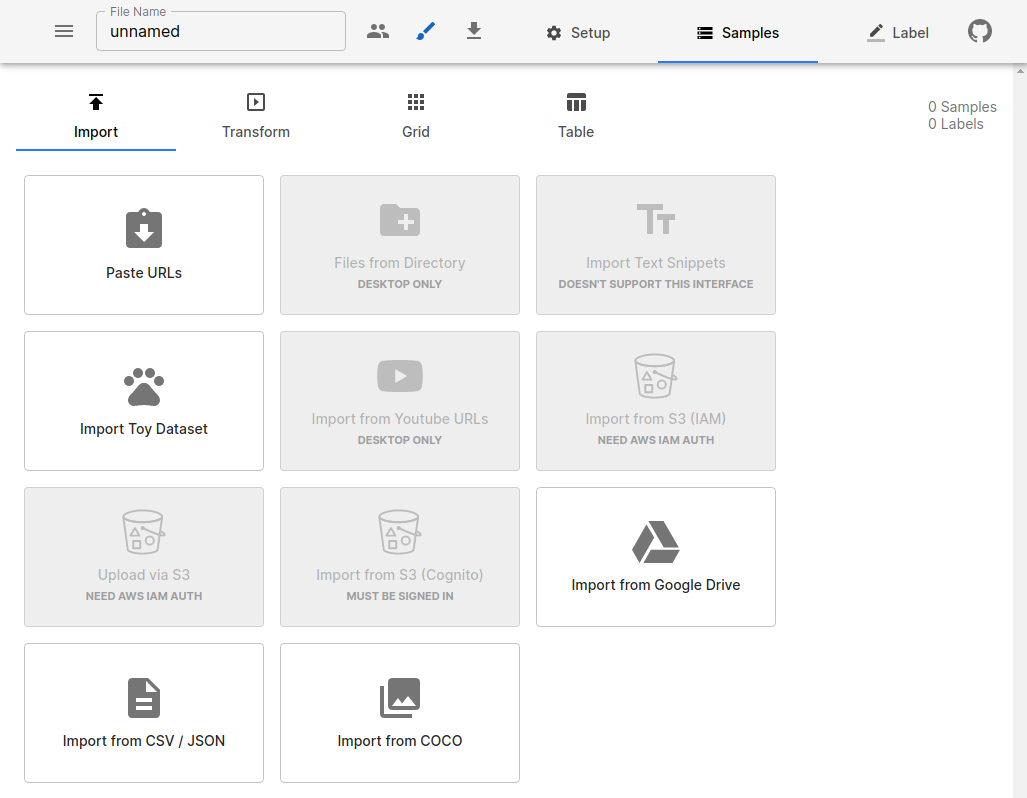 File Name
unnamed
Setup
Samples
Label
Import
Transform
Grid
Table
0 Samples
0 Labels
Paste URLs
Files from Directory
DESKTOP ONLY
Import Text Snippets
DOESN'T SUPPORT THIS INTERFACE
Import Toy Dataset
Import from Youtube URLs
DESKTOP ONLY
Import from S3 (IAM)
NEED AWS IAM AUTH
Upload via S3
NEED AWS IAM AUTH
Import from S3 (Cognito)
MUST BE SIGNED IN
Import from Google Drive
Import from CSV / JSON
Import from COCO